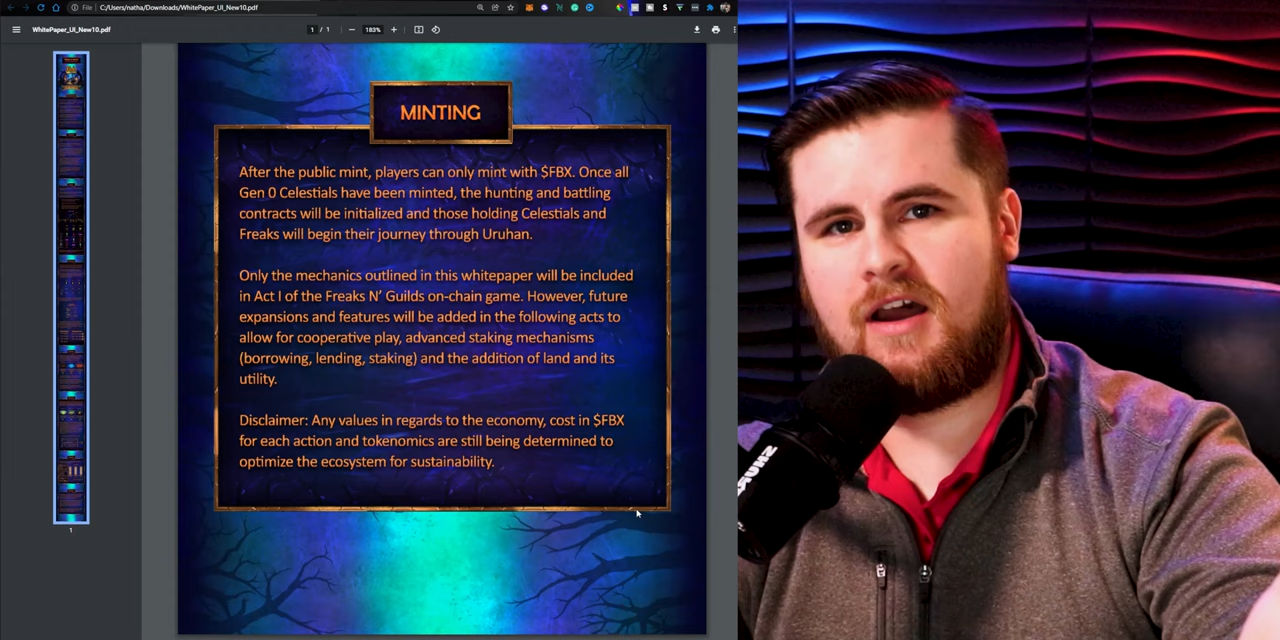 File
C:/Users/natha/Downloads/WhitePaper_UI_New10.pdf
WhitePaper_UI_New10.pdf
1 / 1
183%
MINTING
After the public mint, players can only mint with $FBX. Once all
Gen 0 Celestials have been minted, the hunting and battling
contracts will be initialized and those holding Celestials and
Freaks will begin their journey through Uruhan.
Only the mechanics outlined in this whitepaper will be included
in Act I of the Freaks N' Guilds on-chain game. However, future
expansions and features will be added in the following acts to
allow for cooperative play, advanced staking mechanisms
(borrowing, lending, staking) and the addition of land and its
utility.
Disclaimer: Any values in regards to the economy, cost in $FBX
for each action and tokenomics are still being determined to
optimize the ecosystem for sustainability.
1